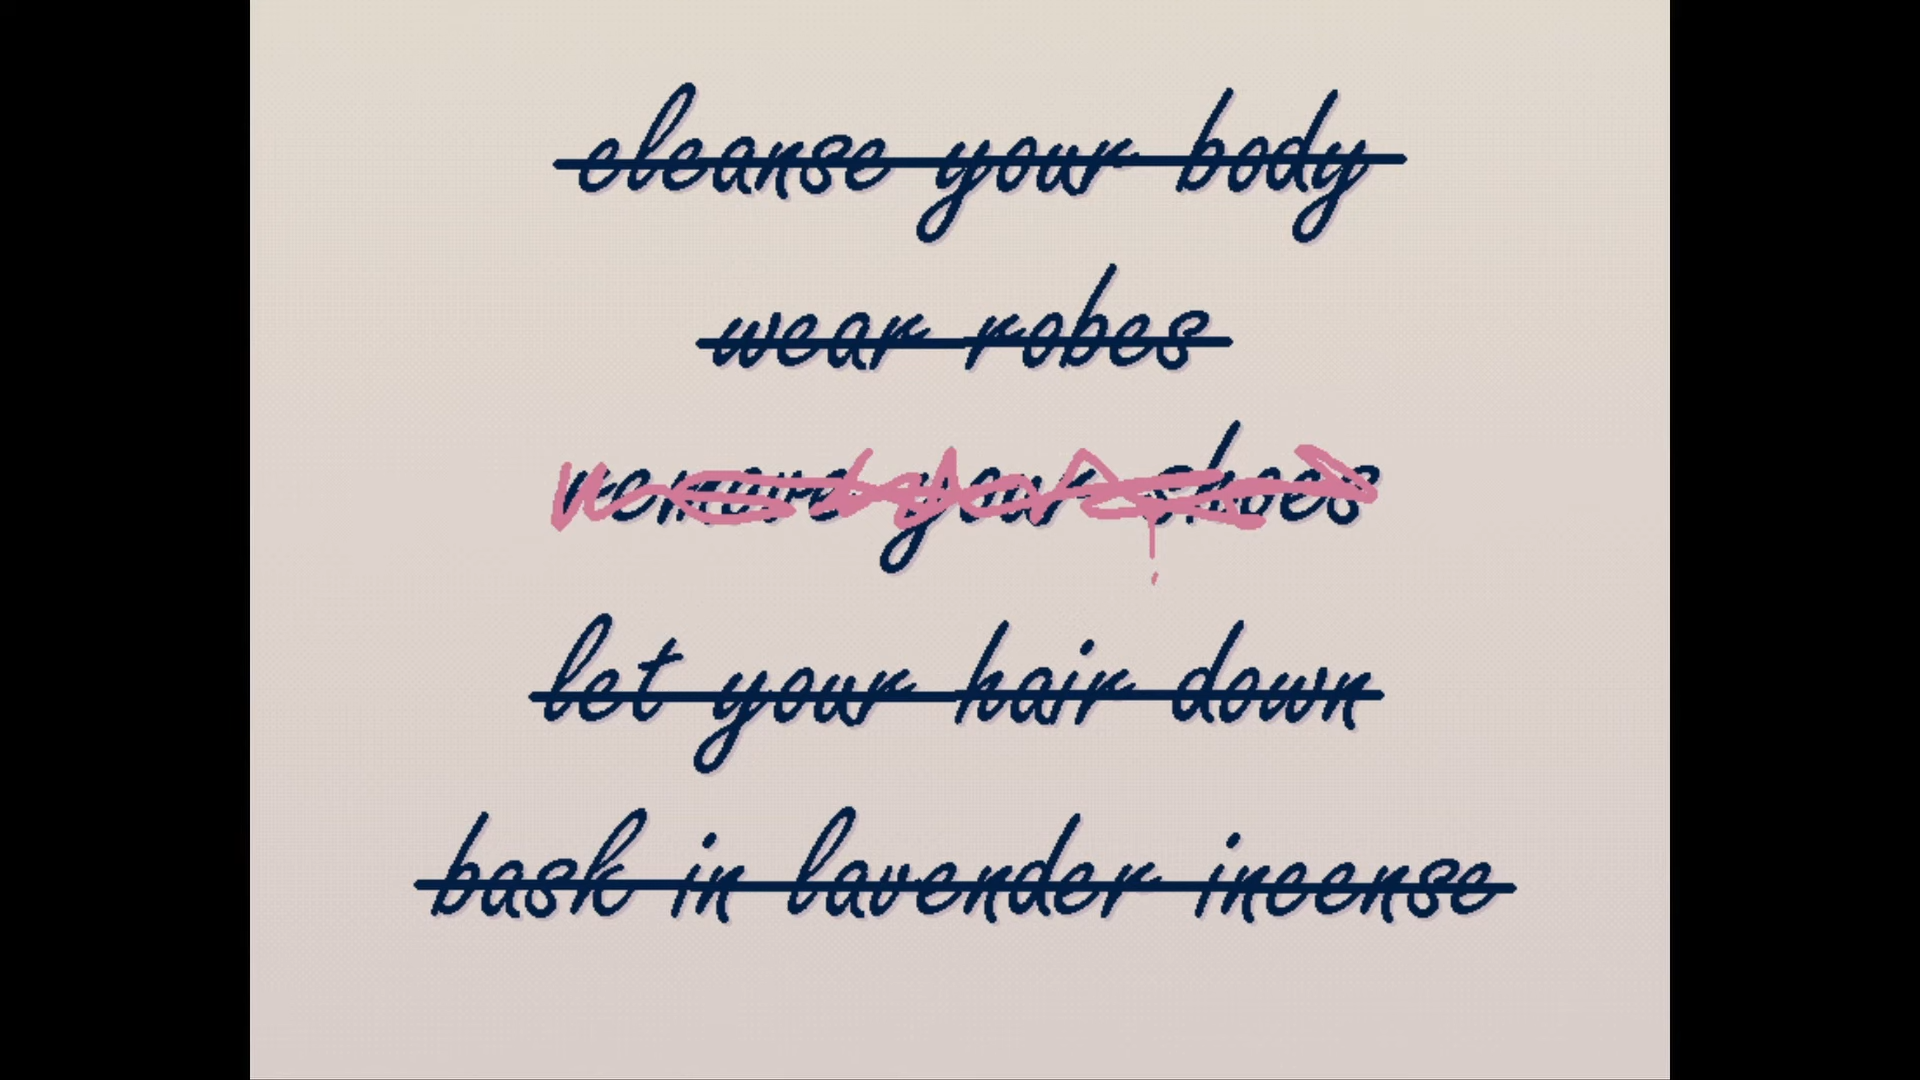 cleanse your body
wear robes
remove your shoes
let your hair down
bask in lavender incense